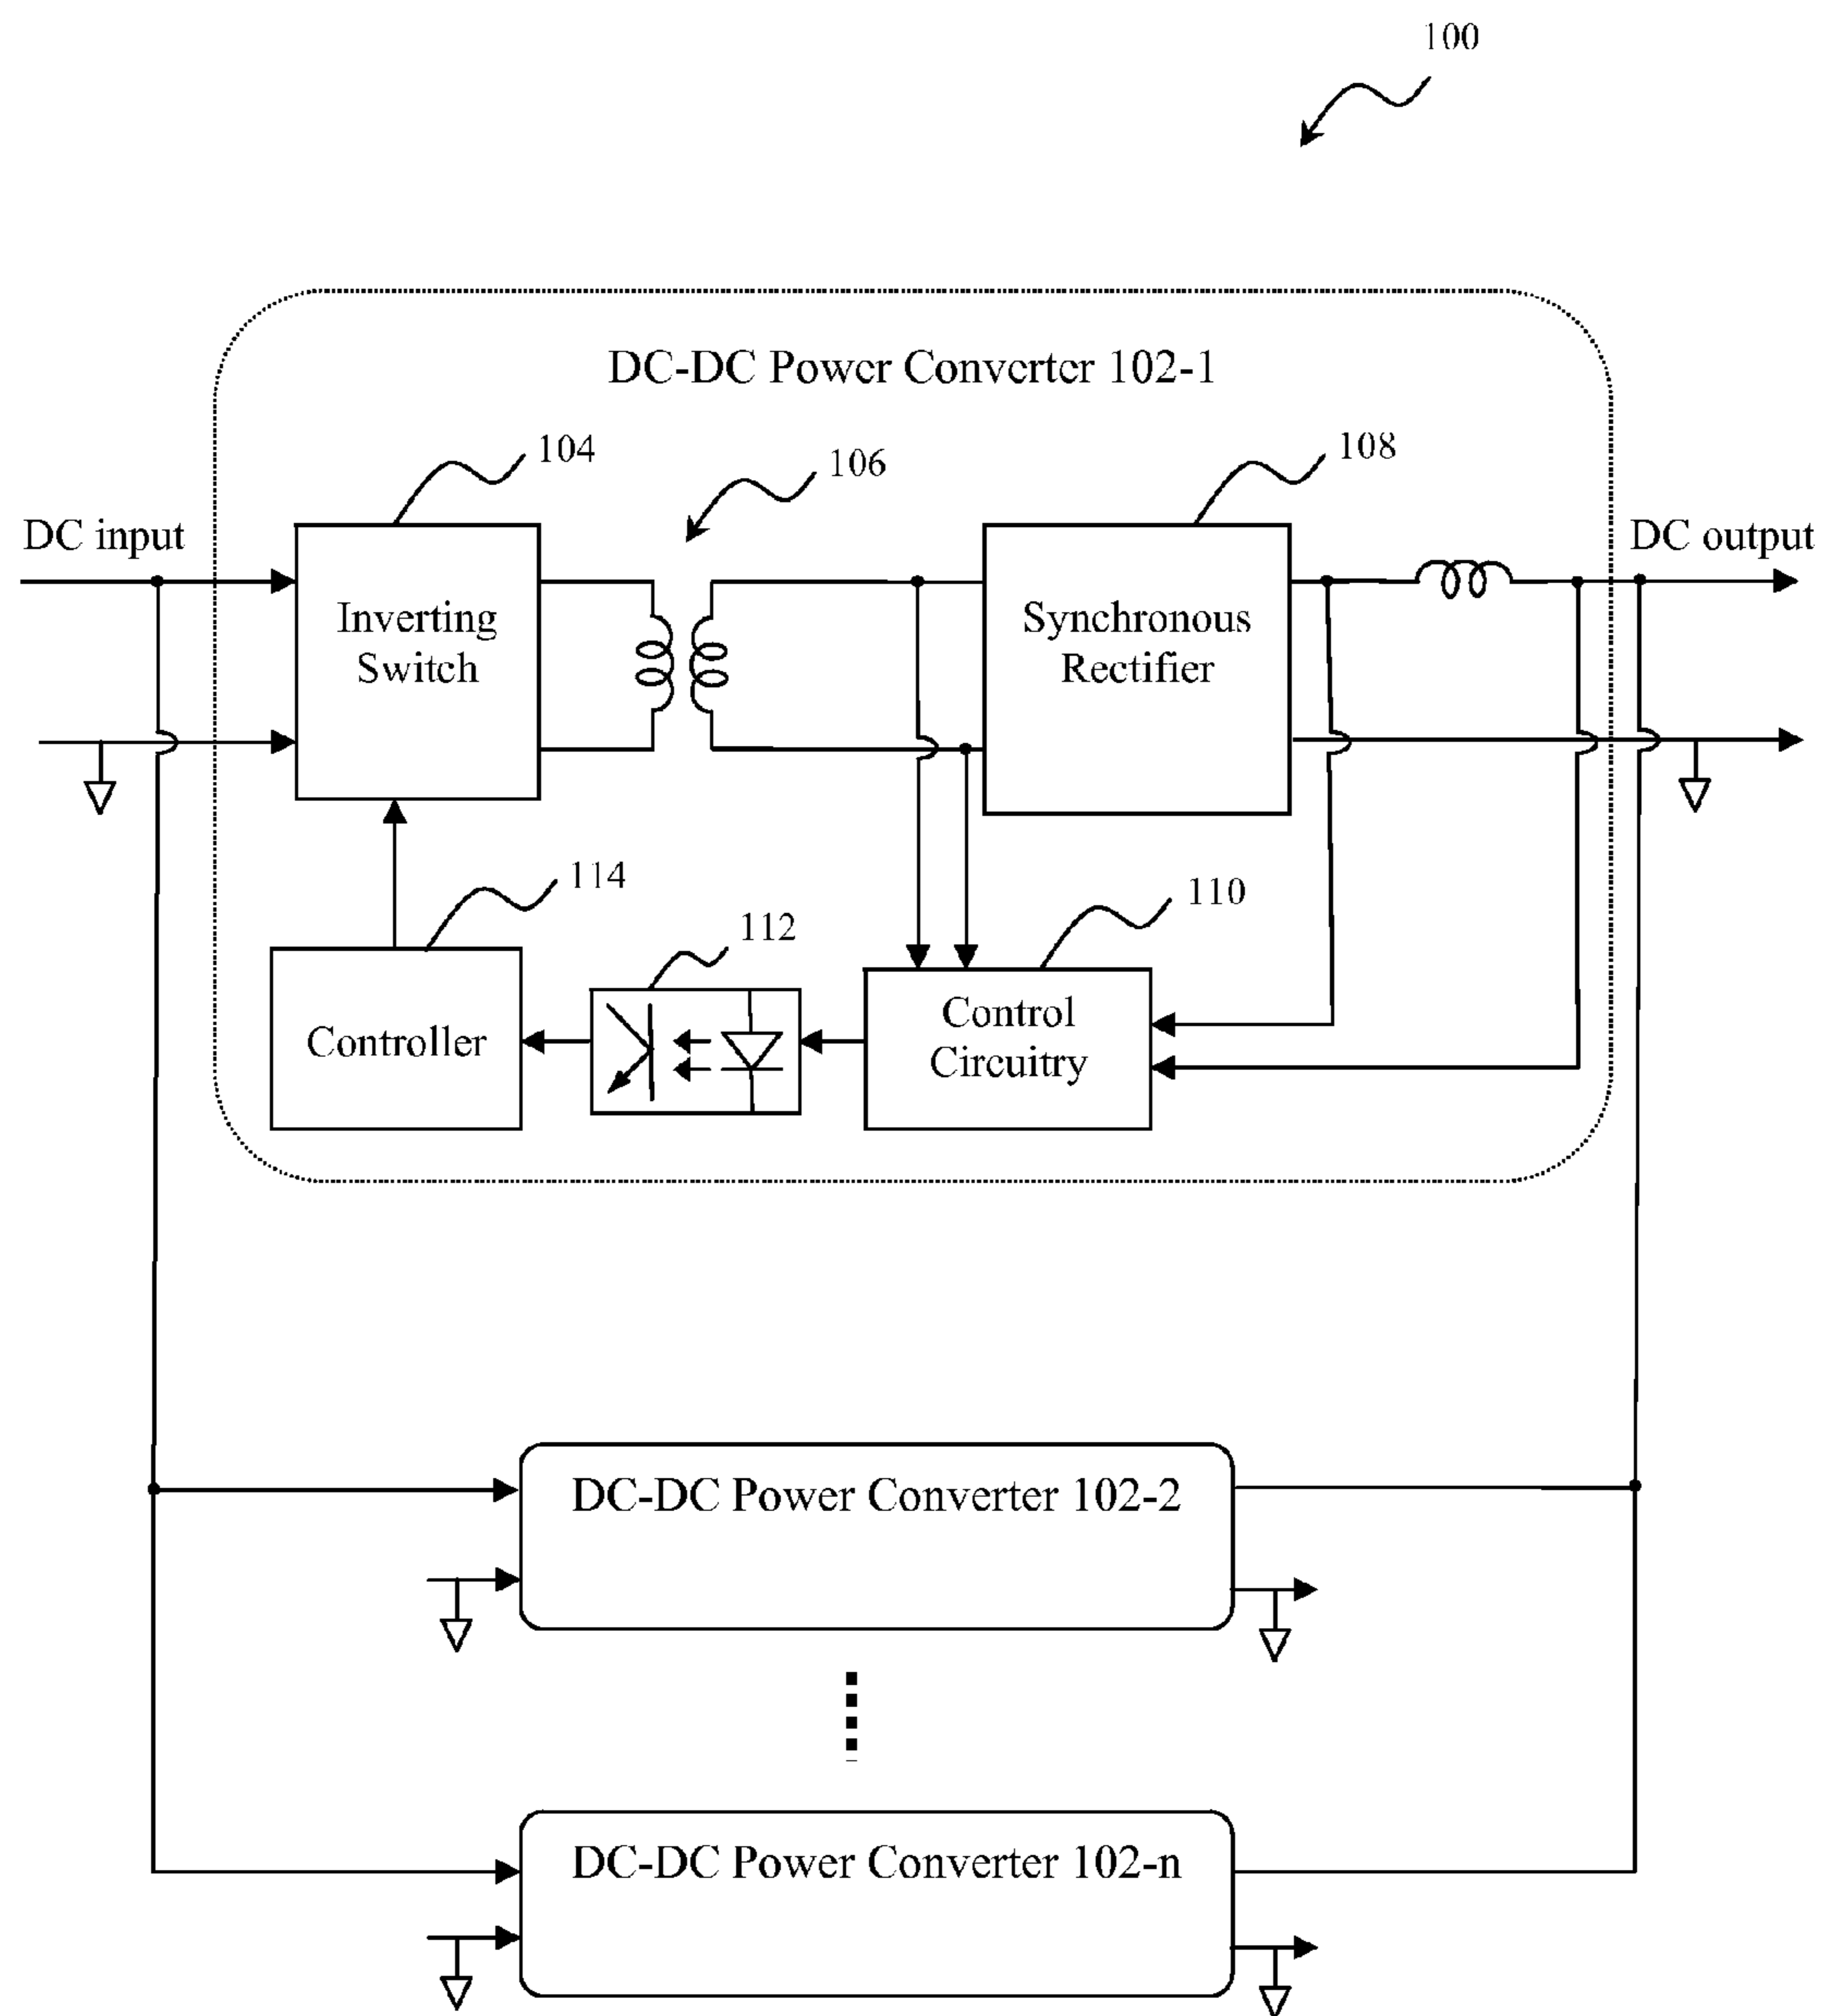 100
DC-DC Power Converter 102-1
104
106
108
DC input
DC output
Inverting
Switch
Synchronous
Rectifier
114
112
110
Controller
Control
Circuitry
DC-DC Power Converter 102-2
DC-DC Power Converter 102-n